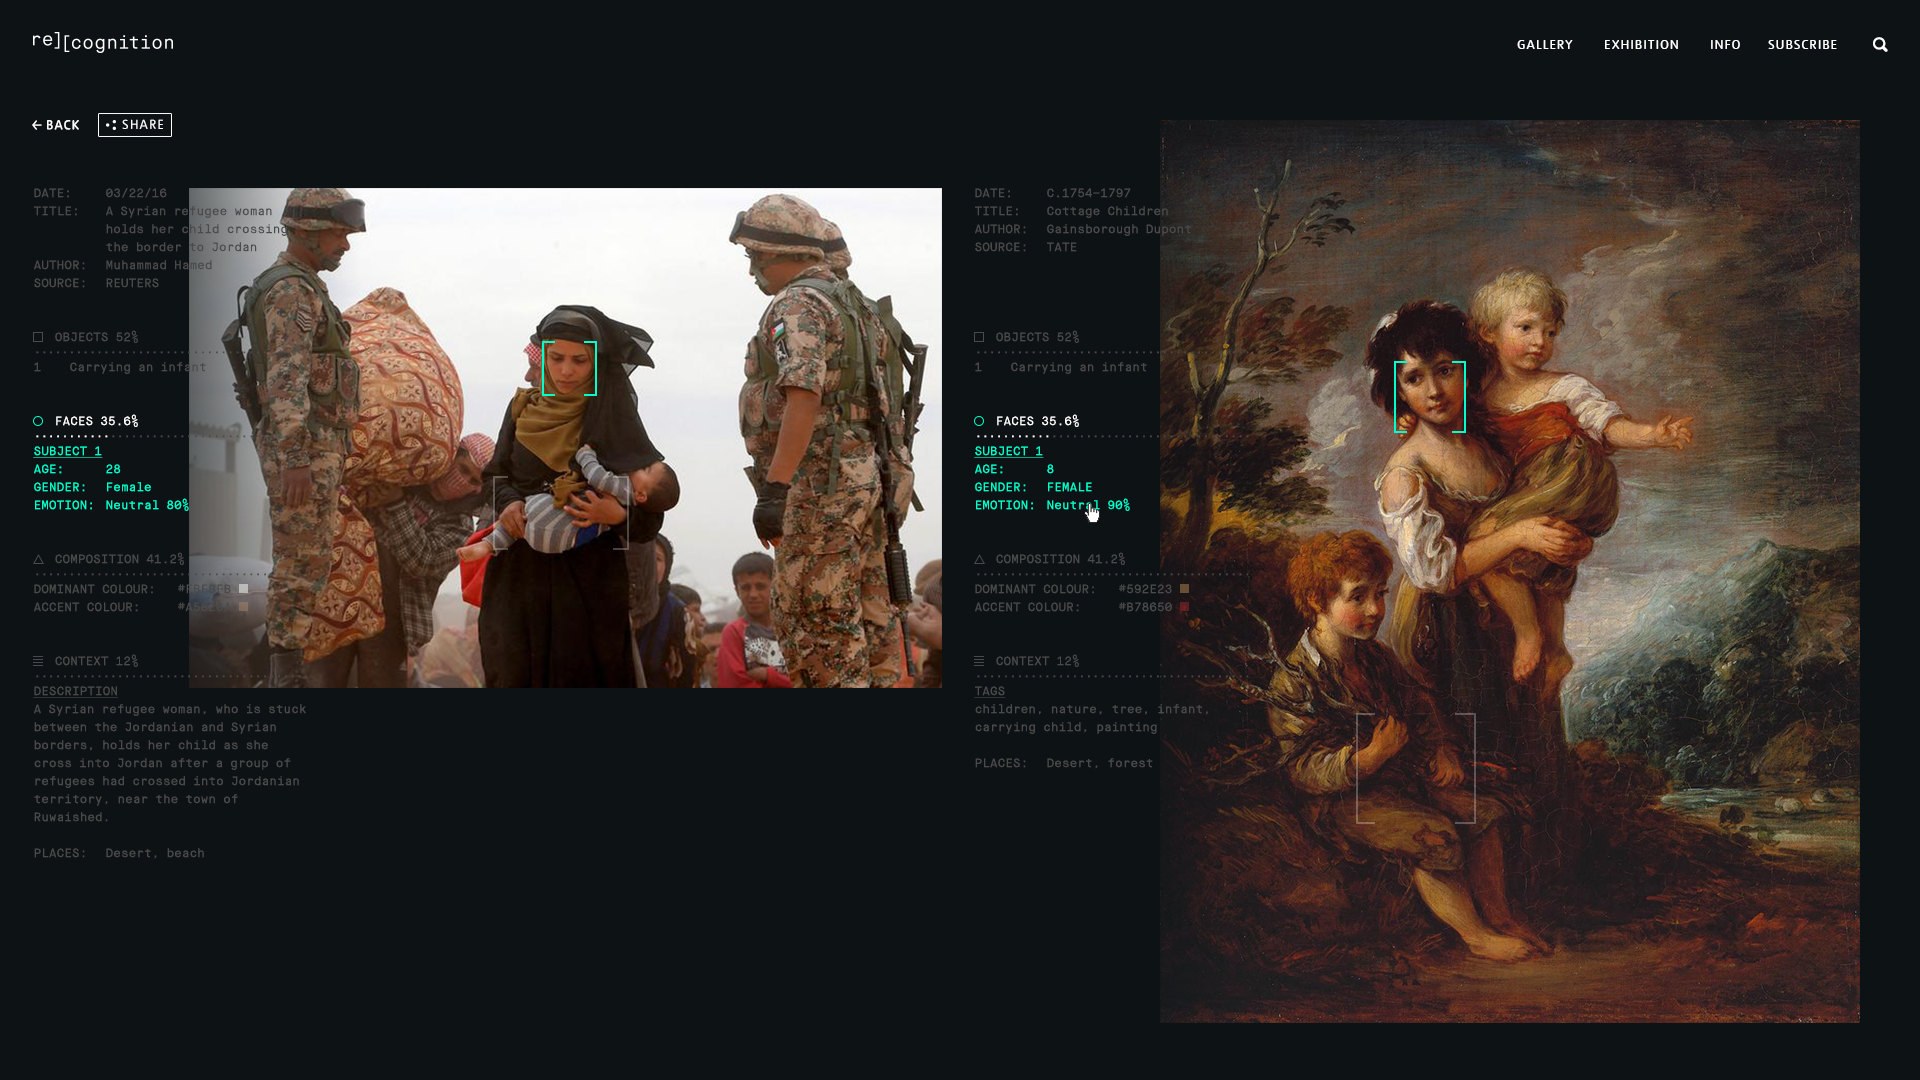 re][cognition
GALLERY EXHIBITION INFO SUBSCRIBE
← BACK SHARE
DATE: 03/22/16
TITLE: A Syrian refugee woman
holds her child crossing
the border to Jordan
AUTHOR: Muhammad Hamed
SOURCE: REUTERS
OBJECTS 52%
1 Carrying an infant
FACES 35.6%
SUBJECT 1
AGE: 28
GENDER: Female
EMOTION: Neutral 80%
COMPOSITION 41.2%
DOMINANT COLOUR:
ACCENT COLOUR:
CONTEXT 12%
DESCRIPTION
A Syrian refugee woman, who is stuck
between the Jordanian and Syrian
borders, holds her child as she
cross into Jordan after a group of
refugees had crossed into Jordanian
territory, near the town of
Ruwaished.
PLACES: Desert, beach
DATE: C.1754–1797
TITLE: Cottage Children
AUTHOR: Gainsborough Dupont
SOURCE: TATE
OBJECTS 52%
1 Carrying an infant
FACES 35.6%
SUBJECT 1
AGE: 8
GENDER: FEMALE
EMOTION: Neutral 90%
COMPOSITION 41.2%
DOMINANT COLOUR: #592E23
ACCENT COLOUR: #B78650
CONTEXT 12%
TAGS
children, nature, tree, infant,
carrying child, painting
PLACES: Desert, forest